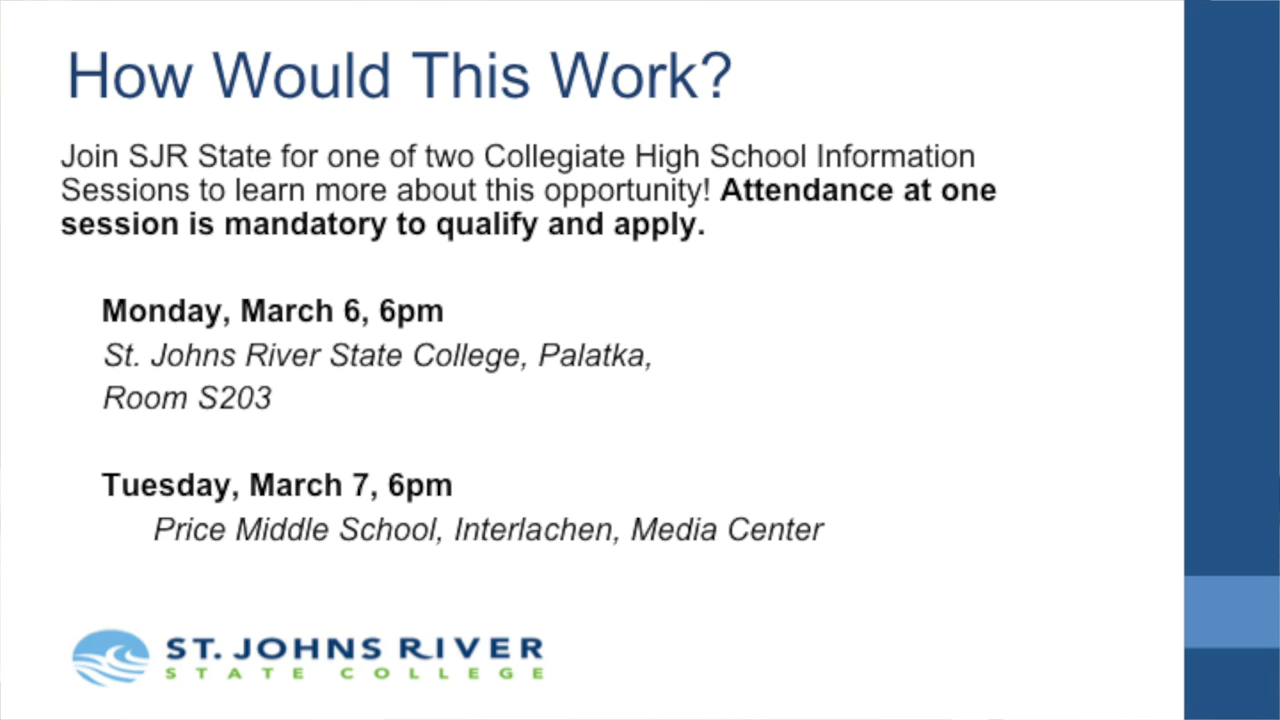 How Would This Work?
Join SJR State for one of two Collegiate High School Information
Sessions to learn more about this opportunity! Attendance at one
session is mandatory to qualify and apply.
Monday, March 6, 6pm
St. Johns River State College, Palatka,
Room S203
Tuesday, March 7, 6pm
Price Middle School, Interlachen, Media Center
ST. JOHNS RIVER
STATE COLLEGE